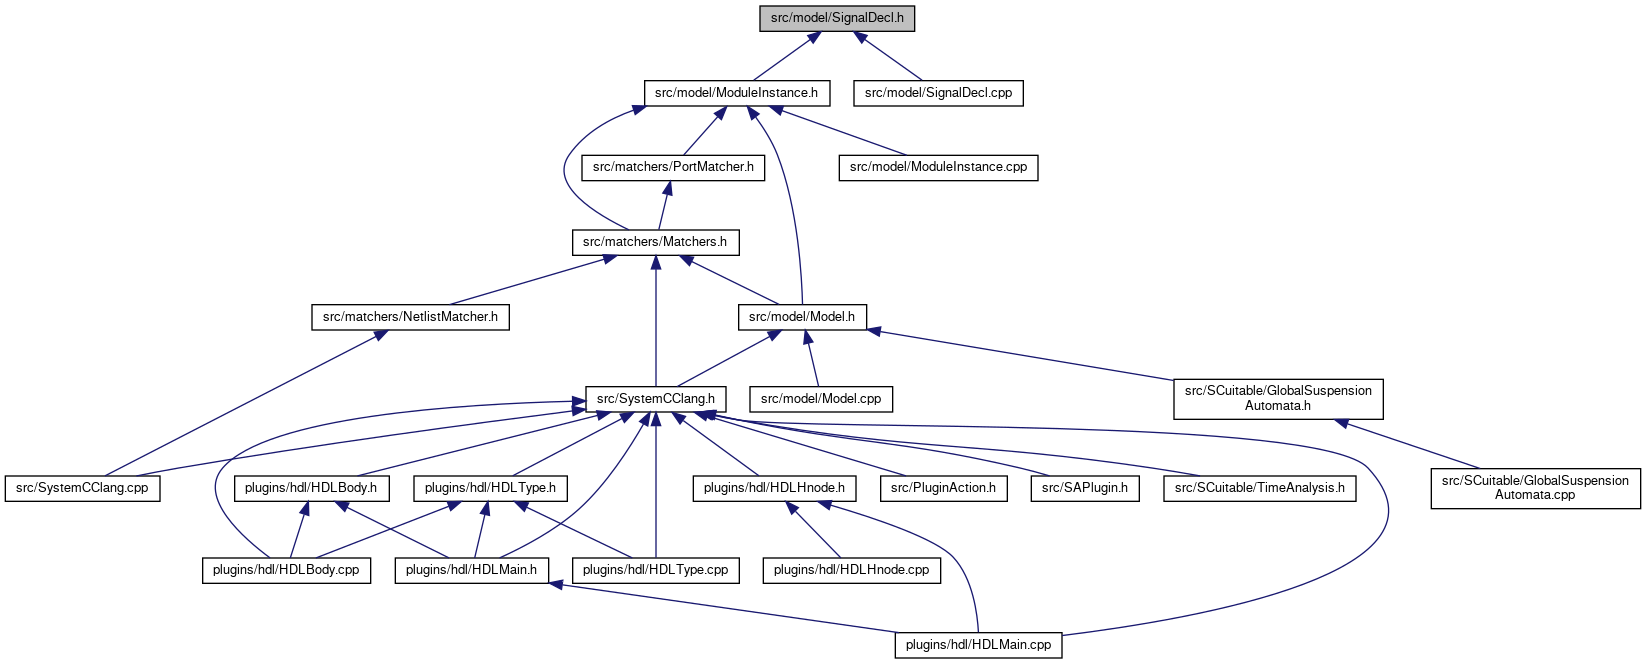 src/model/SignalDecl.h
src/model/ModuleInstance.h
src/model/SignalDecl.cpp
src/matchers/PortMatcher.h
src/model/ModuleInstance.cpp
src/matchers/Matchers.h
src/matchers/NetlistMatcher.h
src/model/Model.h
src/SystemCClang.h
src/model/Model.cpp
src/SCuitable/GlobalSuspension
Automata.h
src/SystemCClang.cpp
plugins/hdl/HDLBody.h
plugins/hdl/HDLType.h
plugins/hdl/HDLHnode.h
src/PluginAction.h
src/SAPlugin.h
src/SCuitable/TimeAnalysis.h
src/SCuitable/GlobalSuspension
Automata.cpp
plugins/hdl/HDLBody.cpp
plugins/hdl/HDLMain.h
plugins/hdl/HDLType.cpp
plugins/hdl/HDLHnode.cpp
plugins/hdl/HDLMain.cpp